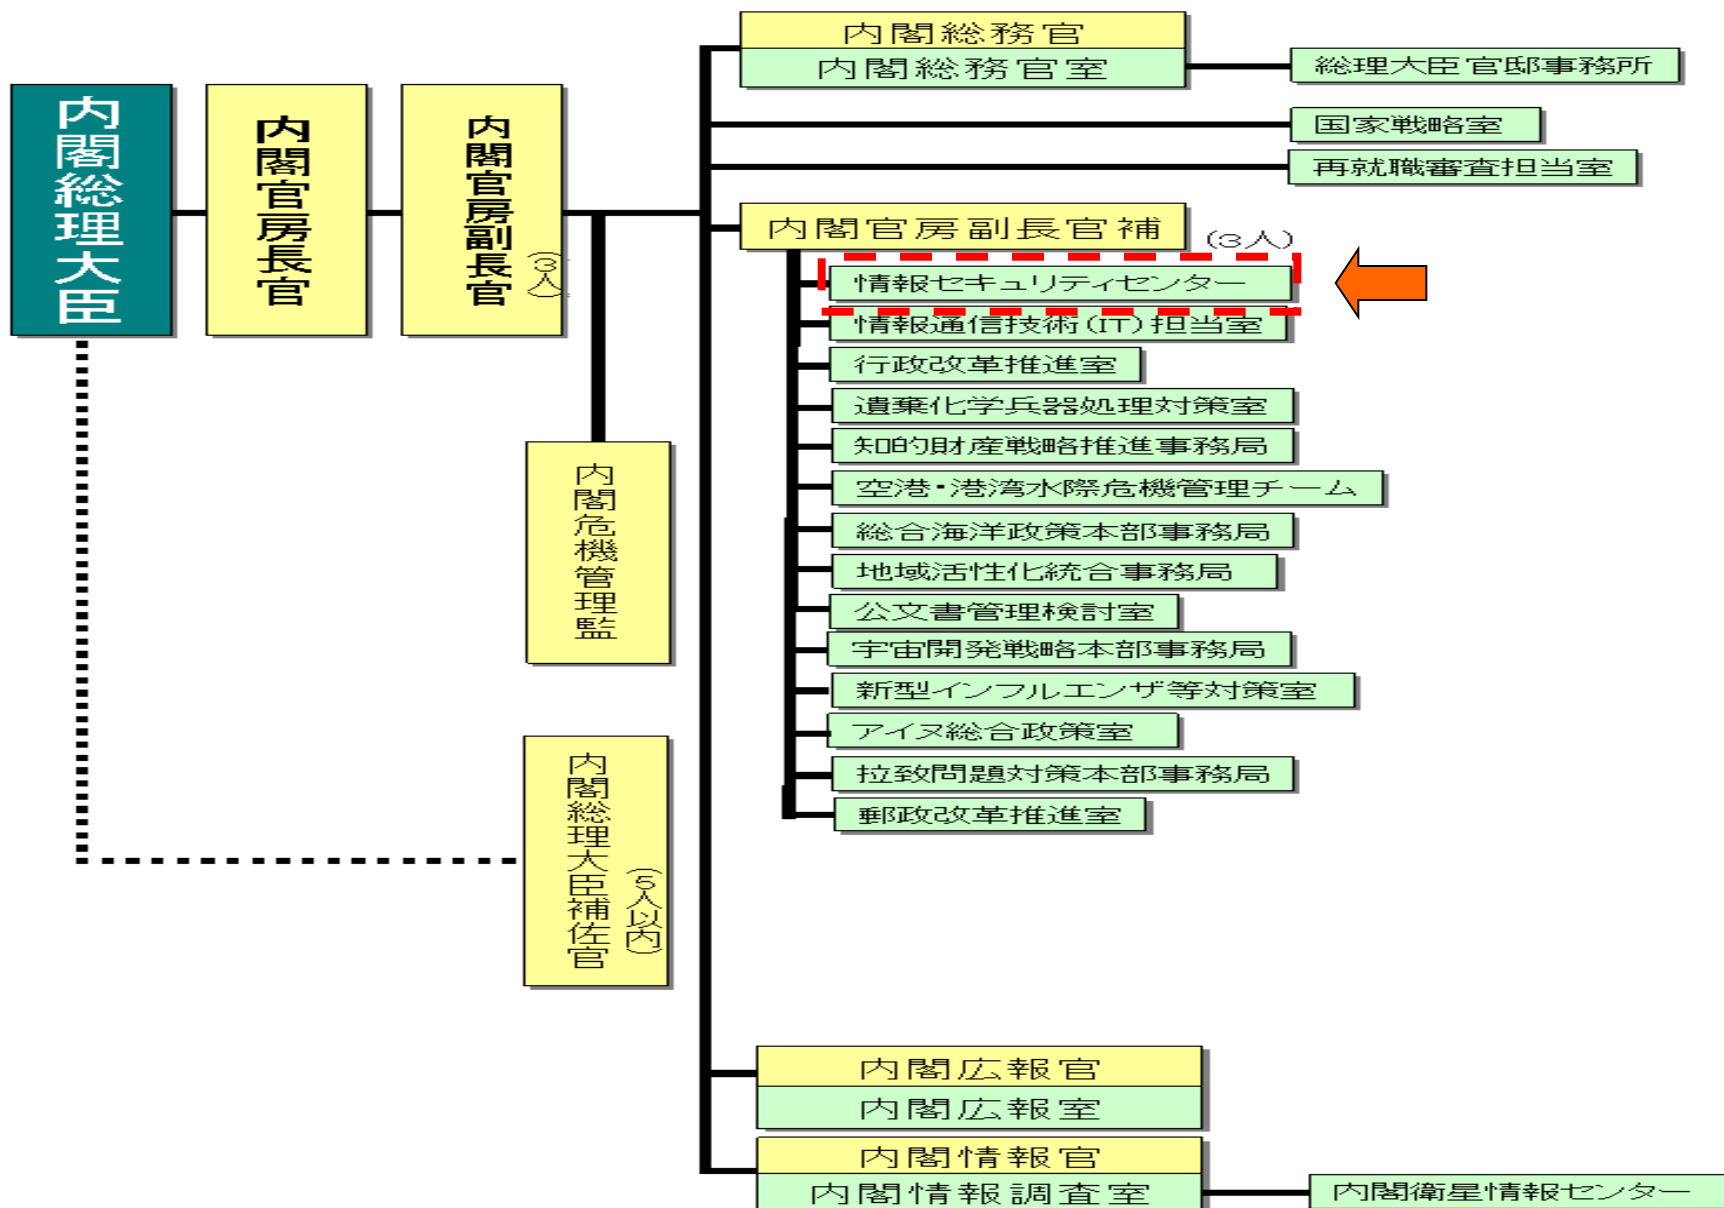 内閣総理大臣
内閣官房長官
内閣官房副長官
(3人)
内閣危機管理監
内閣総理大臣補佐官
(5人以内)
内閣総務官
内閣総務官室
総理大臣官邸事務所
国家戦略室
再就職審査担当室
内閣官房副長官補
(3人)
情報セキュリティセンター
情報通信技術(IT)担当室
行政改革推進室
遺棄化学兵器処理対策室
知的財産戦略推進事務局
空港・港湾水際危機管理チーム
総合海洋政策本部事務局
地域活性化統合事務局
公文書管理検討室
宇宙開発戦略本部事務局
新型インフルエンザ等対策室
アイヌ総合政策室
拉致問題対策本部事務局
郵政改革推進室
内閣広報官
内閣広報室
内閣情報官
内閣情報調査室
内閣衛星情報センター